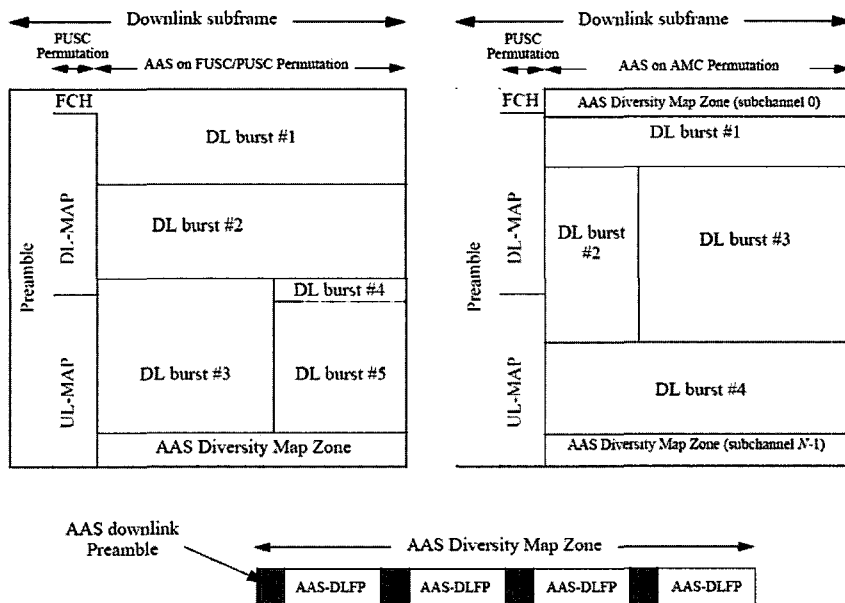 Downlink subframe
PUSC
Permutation
AAS on FUSC/PUSC Permutation
FCH
DL burst #1
DL-MAP
DL burst #2
Preamble
DL burst #4
UL-MAP
DL burst #3
DL burst #5
AAS Diversity Map Zone
Downlink subframe
PUSC
Permutation
AAS on AMC Permutation
FCH
AAS Diversity Map Zone (subchannel 0)
DL burst #1
DL-MAP
DL burst
#2
DL burst #3
Preamble
UL-MAP
DL burst #4
AAS Diversity Map Zone (subchannel N-1)
AAS downlink
Preamble
AAS Diversity Map Zone
AAS-DLFP
AAS-DLFP
AAS-DLFP
AAS-DLFP